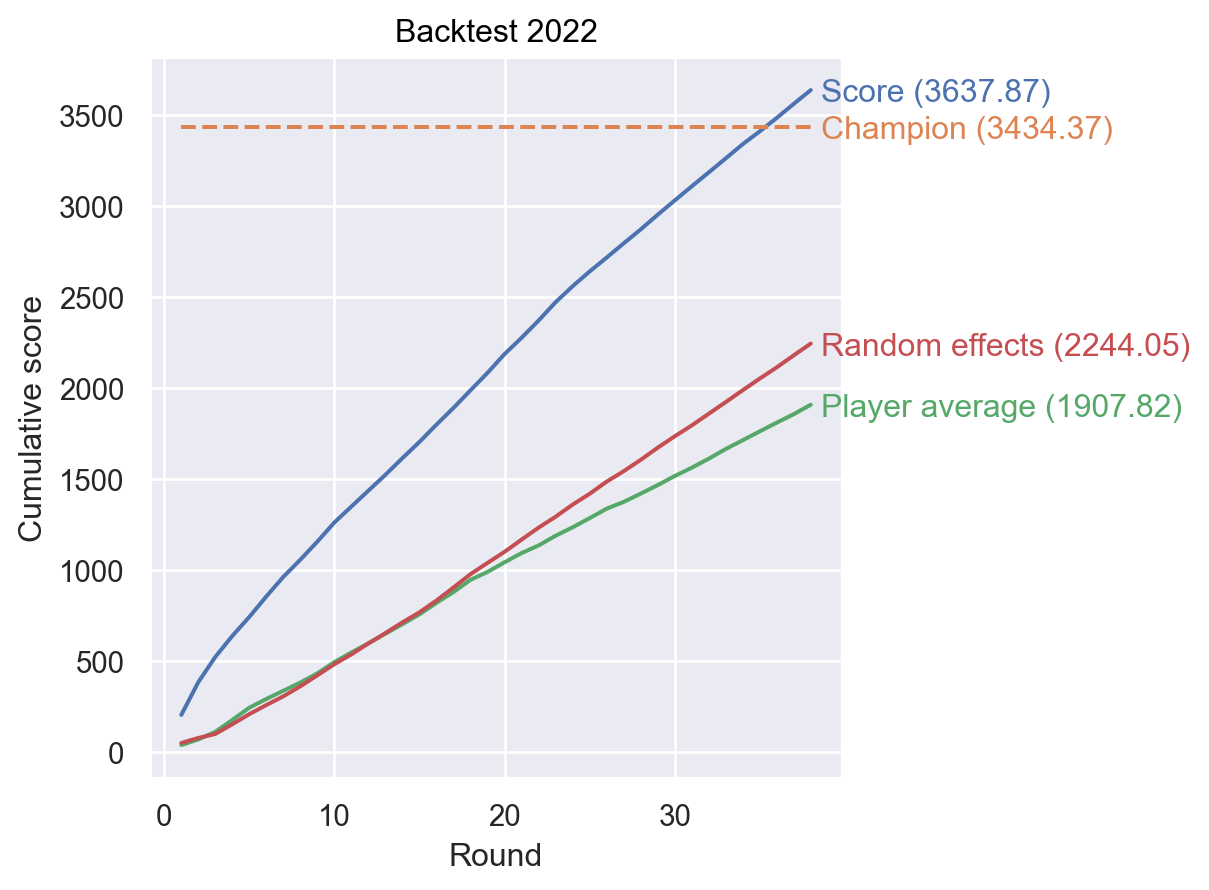 Backtest 2022
Cumulative score
3500
3000
2500
2000
1500
1000
500
0
Score (3637.87)
Champion (3434.37)
Random effects (2244.05)
Player average (1907.82)
0 10 20 30
Round